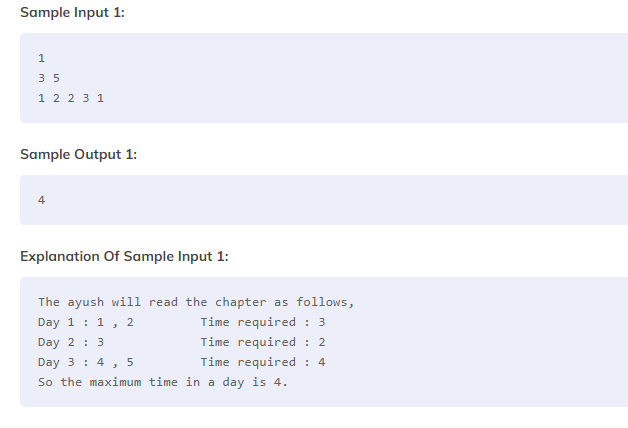 Sample Input 1:
1
3 5
1 2 2 3 1
Sample Output 1:
4
Explanation Of Sample Input 1:
The ayush will read the chapter as follows,
Day 1 : 1 , 2 Time required : 3
Day 2 : 3 Time required : 2
Day 3 : 4 , 5 Time required : 4
So the maximum time in a day is 4.